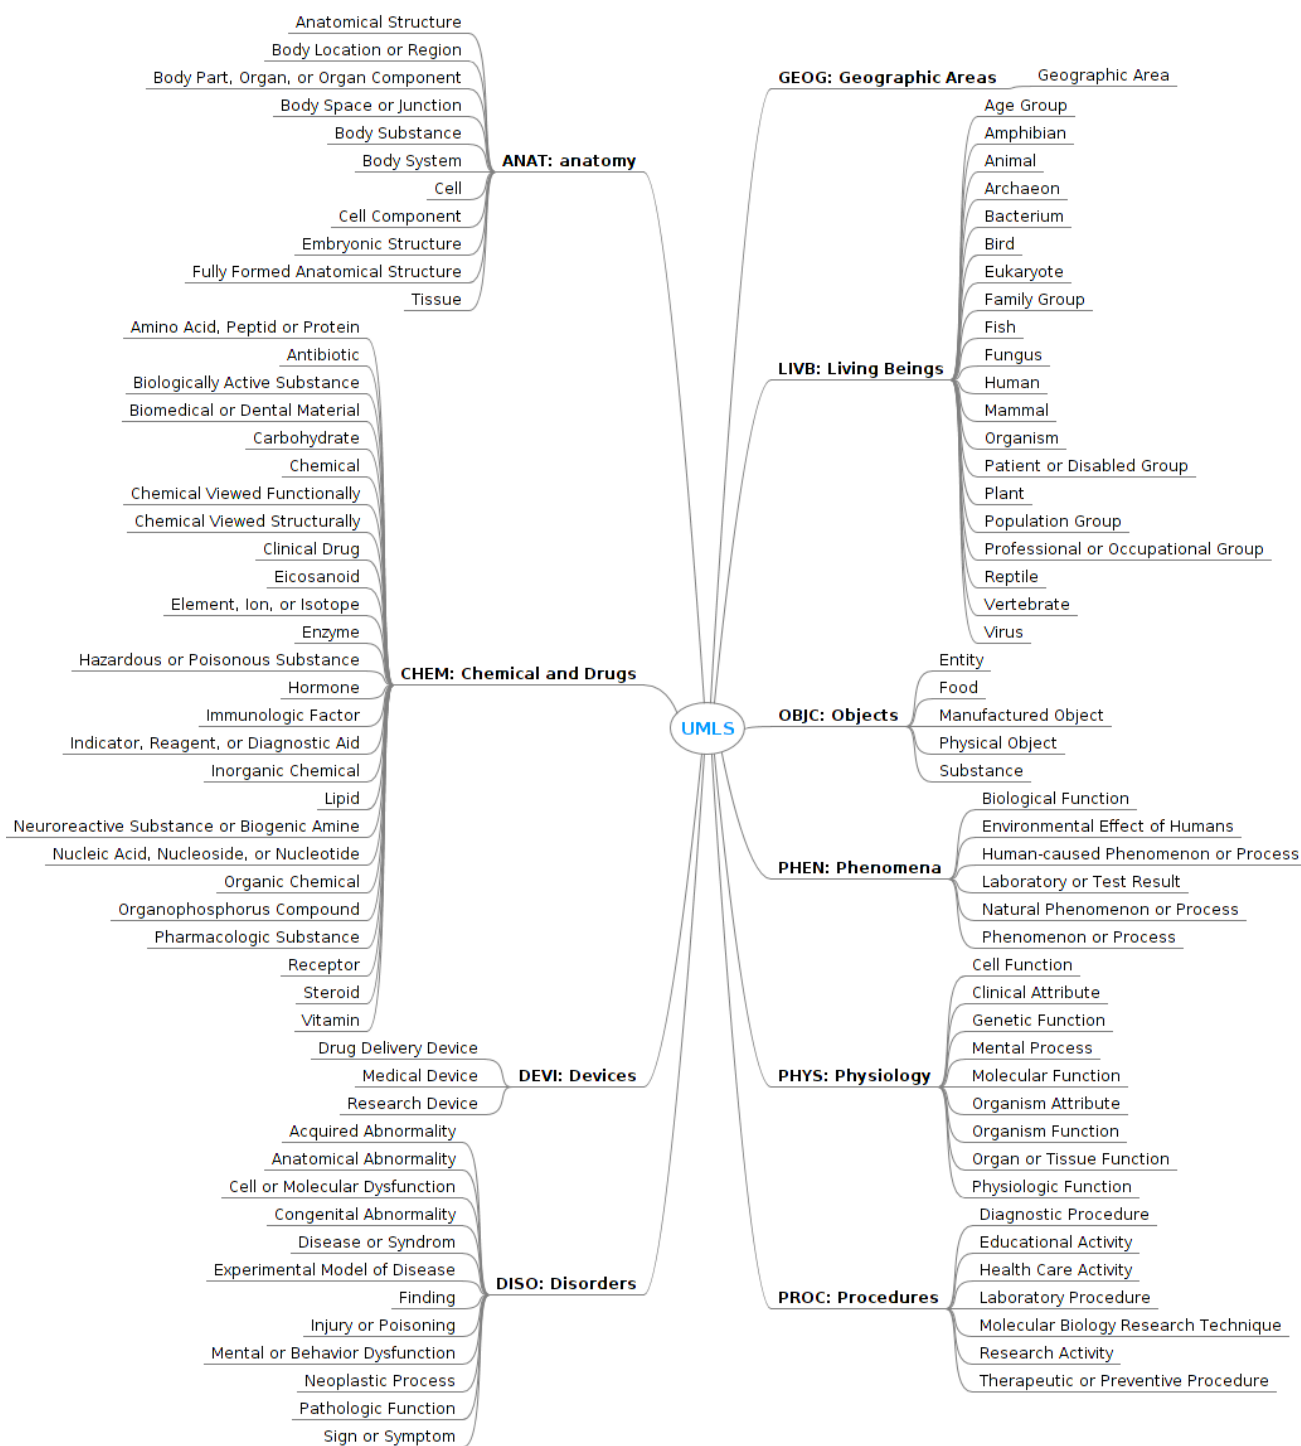 Anatomical Structure
Body Location or Region
Body Part, Organ, or Organ Component
Body Space or Junction
Body Substance
Body System
Cell
Cell Component
Embryonic Structure
Fully Formed Anatomical Structure
Tissue
ANAT: anatomy
Amino Acid, Peptid or Protein
Antibiotic
Biologically Active Substance
Biomedical or Dental Material
Carbohydrate
Chemical
Chemical Viewed Functionally
Chemical Viewed Structurally
Clinical Drug
Eicosanoid
Element, Ion, or Isotope
Enzyme
Hazardous or Poisonous Substance
Hormone
Immunologic Factor
Indicator, Reagent, or Diagnostic Aid
Inorganic Chemical
Lipid
Neuroreactive Substance or Biogenic Amine
Nucleic Acid, Nucleoside, or Nucleotide
Organic Chemical
Organophosphorus Compound
Pharmacologic Substance
Receptor
Steroid
Vitamin
CHEM: Chemical and Drugs
Drug Delivery Device
Medical Device
Research Device
DEVI: Devices
Acquired Abnormality
Anatomical Abnormality
Cell or Molecular Dysfunction
Congenital Abnormality
Disease or Syndrom
Experimental Model of Disease
Finding
Injury or Poisoning
Mental or Behavior Dysfunction
Neoplastic Process
Pathologic Function
Sign or Symptom
DISO: Disorders
UMLS
GEOG: Geographic Areas
Geographic Area
LIVB: Living Beings
Age Group
Amphibian
Animal
Archaeon
Bacterium
Bird
Eukaryote
Family Group
Fish
Fungus
Human
Mammal
Organism
Patient or Disabled Group
Plant
Population Group
Professional or Occupational Group
Reptile
Vertebrate
Virus
OBJC: Objects
Entity
Food
Manufactured Object
Physical Object
Substance
PHEN: Phenomena
Biological Function
Environmental Effect of Humans
Human-caused Phenomenon or Process
Laboratory or Test Result
Natural Phenomenon or Process
Phenomenon or Process
PHYS: Physiology
Cell Function
Clinical Attribute
Genetic Function
Mental Process
Molecular Function
Organism Attribute
Organism Function
Organ or Tissue Function
Physiologic Function
PROC: Procedures
Diagnostic Procedure
Educational Activity
Health Care Activity
Laboratory Procedure
Molecular Biology Research Technique
Research Activity
Therapeutic or Preventive Procedure